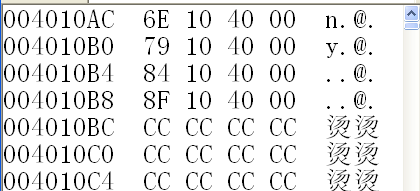 004010AC 6E 10 40 00 n.@.
004010B0 79 10 40 00 y.@.
004010B4 84 10 40 00 ..@.
004010B8 8F 10 40 00 ..@.
004010BC CC CC CC CC 烫烫
004010C0 CC CC CC CC 烫烫
004010C4 CC CC CC CC 烫烫